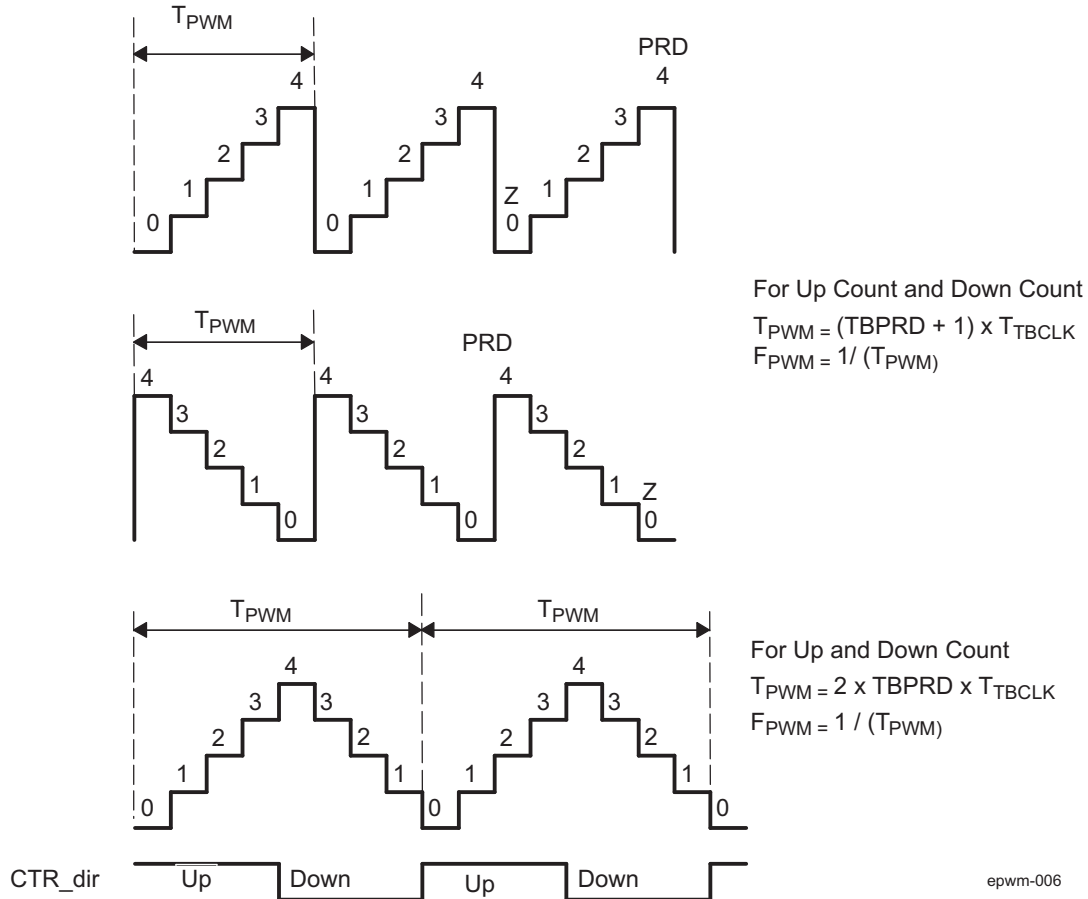 TPWM
PRD
4
4
4
3
3
3
2
2
2
1
1
1
Z
0
0
0
For Up Count and Down Count
TPWM = (TBPRD + 1) x TTBCLK
FPWM = 1/ (TPWM)
TPWM
PRD
4
4
4
3
3
3
2
2
2
1
1
1
Z
0
0
0
TPWM
TPWM
For Up and Down Count
TPWM = 2 x TBPRD x TTBCLK
FPWM = 1 / (TPWM)
4
4
3
3
3
3
2
2
2
2
1
1
1
1
0
0
0
CTR_dir
Up
Down
Up
Down
epwm-006